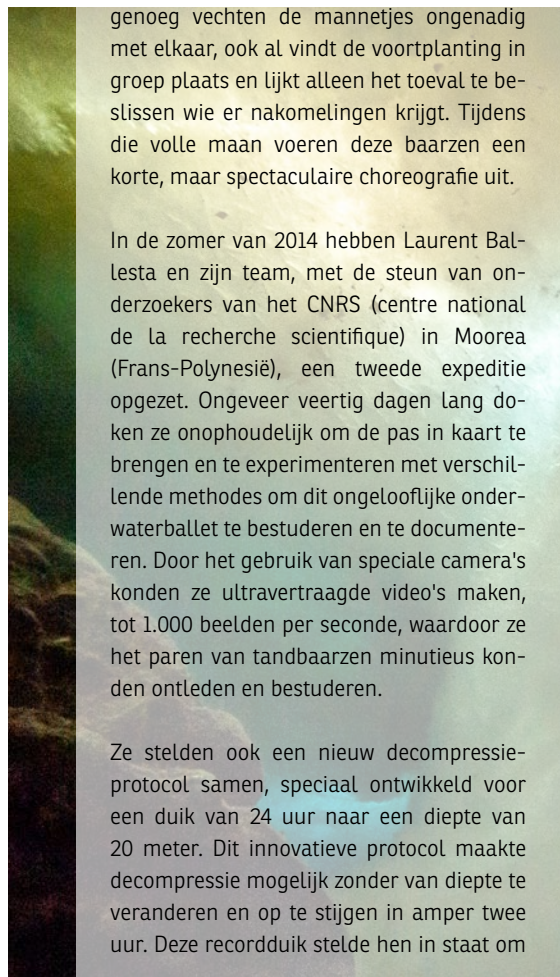 genoeg vechten de mannetjes ongenadig
met elkaar, ook al vindt de voortplanting in
groep plaats en lijkt alleen het toeval te be-
slissen wie er nakomelingen krijgt. Tijdens
die volle maan voeren deze baarzen een
korte, maar spectaculaire choreografie uit.

In de zomer van 2014 hebben Laurent Bal-
lesta en zijn team, met de steun van on-
derzoekers van het CNRS (centre national
de la recherche scientifique) in Moorea
(Frans-Polynesië), een tweede expeditie
opgezet. Ongeveer veertig dagen lang do-
ken ze onophoudelijk om de pas in kaart te
brengen en te experimenteren met verschil-
lende methodes om dit ongelooflijke onder-
waterballet te bestuderen en te documente-
ren. Door het gebruik van speciale camera's
konden ze ultravertraagde video's maken,
tot 1.000 beelden per seconde, waardoor ze
het paren van tandbaarzen minutieus kon-
den ontleden en bestuderen.

Ze stelden ook een nieuw decompressie-
protocol samen, speciaal ontwikkeld voor
een duik van 24 uur naar een diepte van
20 meter. Dit innovatieve protocol maakte
decompressie mogelijk zonder van diepte te
veranderen en op te stijgen in amper twee
uur. Deze recordduik stelde hen in staat om